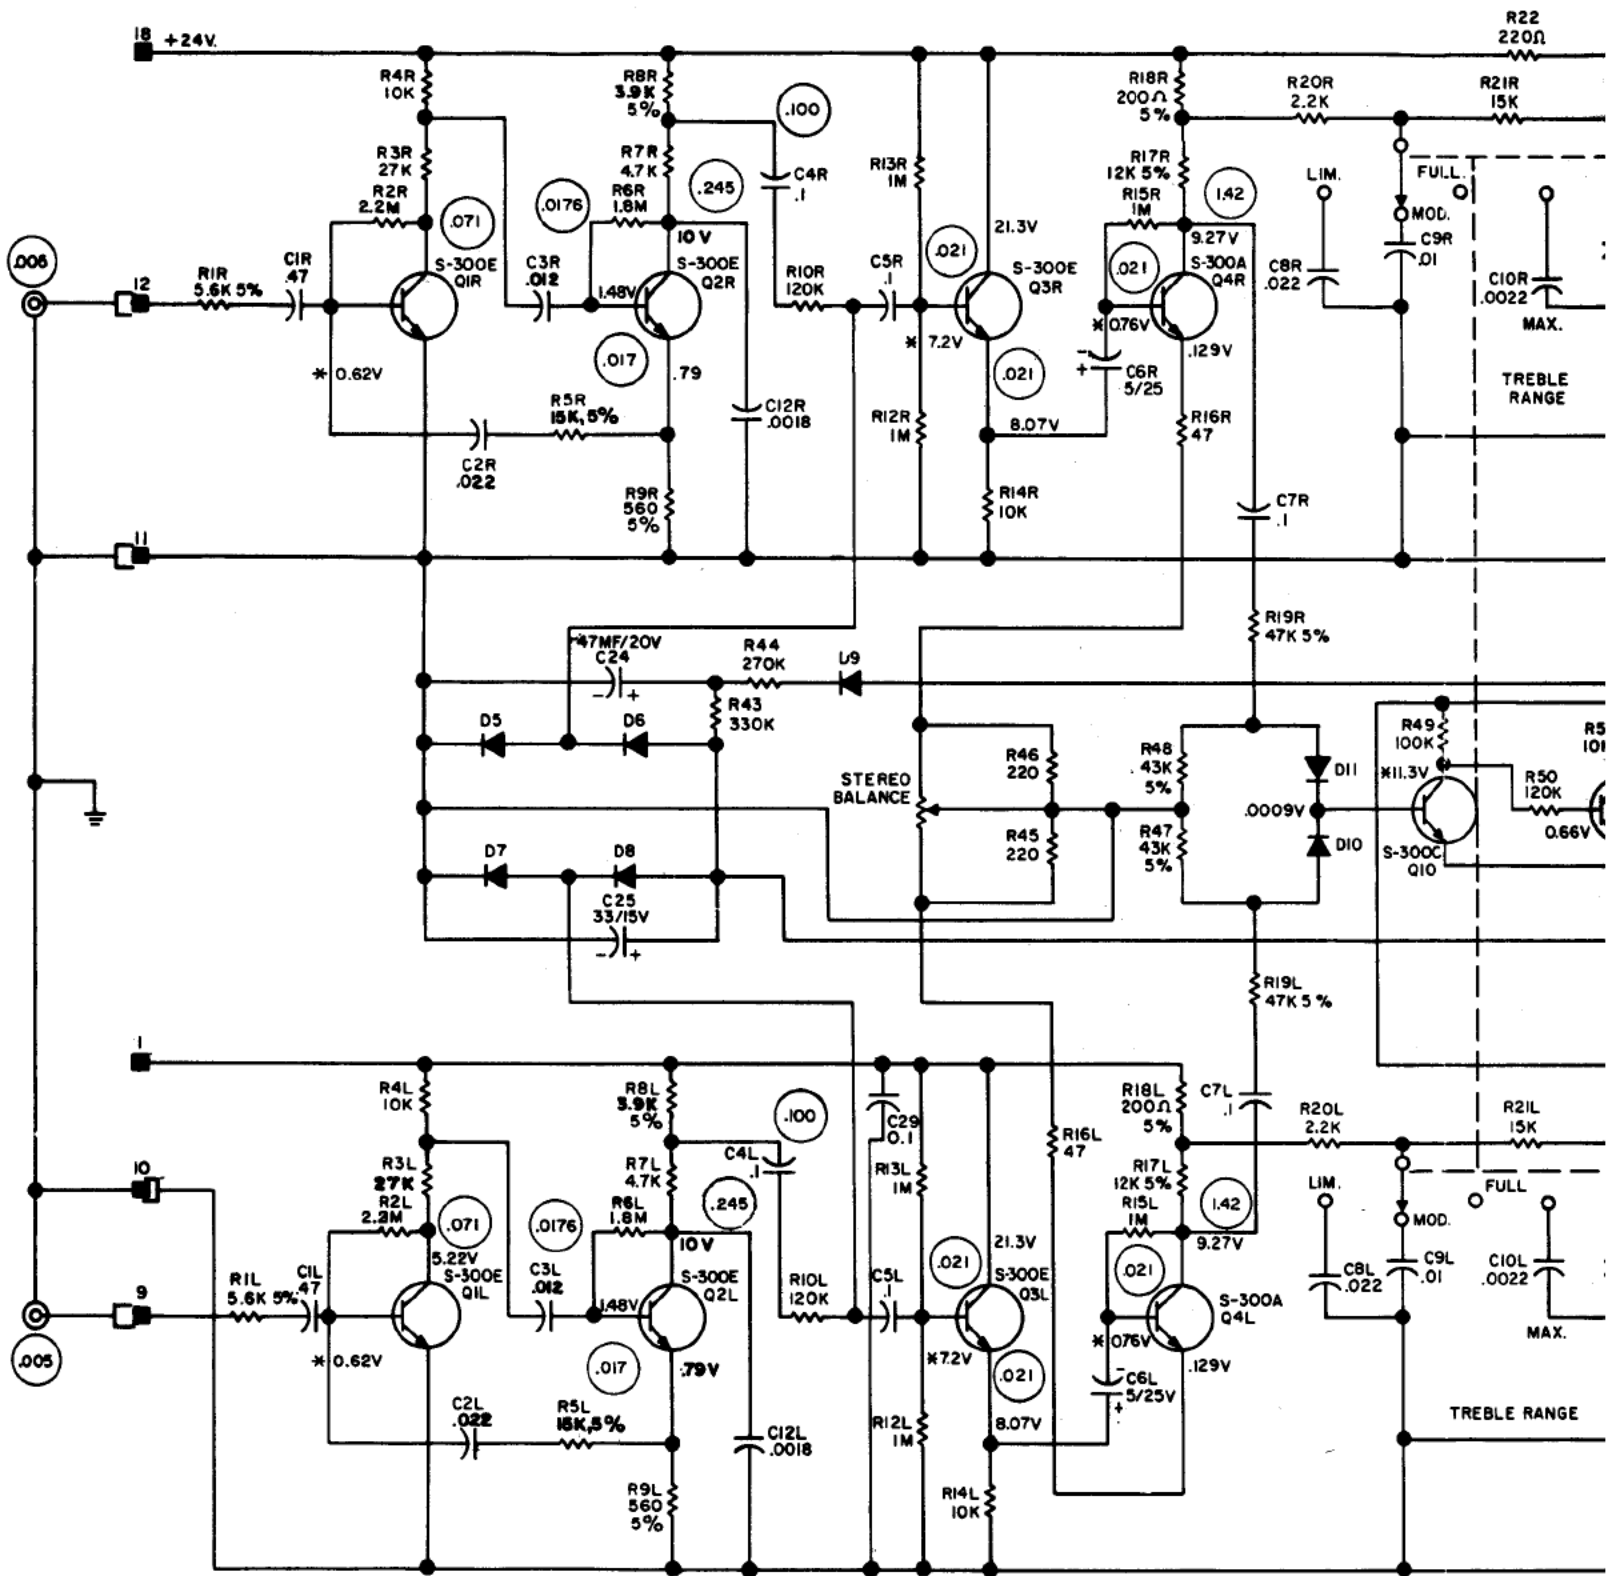 18 +24V.
R22
220Ω
R4R
10K
R8R
3.9K
5%
.100
R18R
200Ω
5%
R20R
2.2K
R21R
15K
R3R
27K
R7R
4.7K
C4R
.1
R13R
1M
R17R
12K 5%
LIM.
FULL
R2R
2.2M
.071
.0176
R6R
1.8M
.245
10V
R15R
1M
1.42
9.27V
MOD.
C9R
.01
.006
12
R1R
5.6K 5%
C1R
.47
S-300E
Q1R
C3R
.012
1.48V
S-300E
Q2R
R10R
120K
C5R
.1
.021
21.3V
S-300E
Q3R
.021
S-300A
Q4R
C8R
.022
C10R
.0022
MAX.
* 0.62V
.017
.79
* 7.2V
.021
* 0.76V
.129V
- +
C6R
5/25
TREBLE
RANGE
R5R
15K, 5%
C12R
.0018
R12R
1M
8.07V
R16R
47
C2R
.022
R9R
560
5%
R14R
10K
C7R
.1
11
47MF/20V
C24
- +
R44
270K
D9
R19R
47K 5%
R43
330K
D5
D6
R46
220
R48
43K
5%
D11
R49
100K
*11.3V
R50
120K
STEREO
BALANCE
.0009V
R45
220
R47
43K
5%
D10
0.66V
D7
D8
S-300C
Q10
C25
33/15V
- +
R19L
47K 5%
1
R4L
10K
R8L
3.9K
5%
.100
C29
0.1
R18L
200Ω
5%
C7L
.1
R20L
2.2K
R21L
15K
10
R3L
27K
R7L
4.7K
C4L
.1
R13L
1M
R16L
47
R17L
12K 5%
LIM.
FULL
R2L
2.2M
.071
5.22V
.0176
R6L
1.8M
.245
10V
R15L
1M
1.42
9.27V
MOD.
9
R1L
5.6K 5%
C1L
.47
S-300E
Q1L
C3L
.012
1.48V
S-300E
Q2L
R10L
120K
C5L
.1
.021
21.3V
S-300E
Q3L
.021
S-300A
Q4L
C8L
.022
C9L
.01
C10L
.0022
MAX.
.005
* 0.62V
.017
.79V
*7.2V
.021
* 0.76V
.129V
- +
C6L
5/25V
C2L
.022
R5L
15K, 5%
C12L
.0018
R12L
1M
8.07V
TREBLE RANGE
R9L
560
5%
R14L
10K